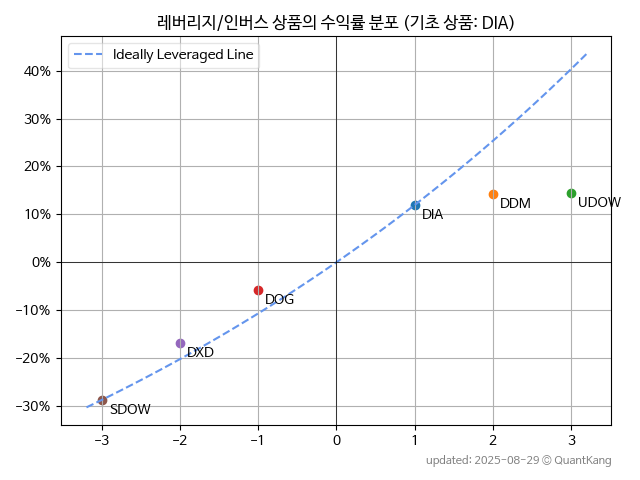 레버리지/인버스 상품의 수익률 분포 (기초 상품: DIA)
Ideally Leveraged Line
40%
30%
20%
10%
0%
−10%
−20%
−30%
UDOW
DDM
DIA
DOG
DXD
SDOW
−3 −2 −1 0 1 2 3
updated: 2025-08-29 © QuantKang